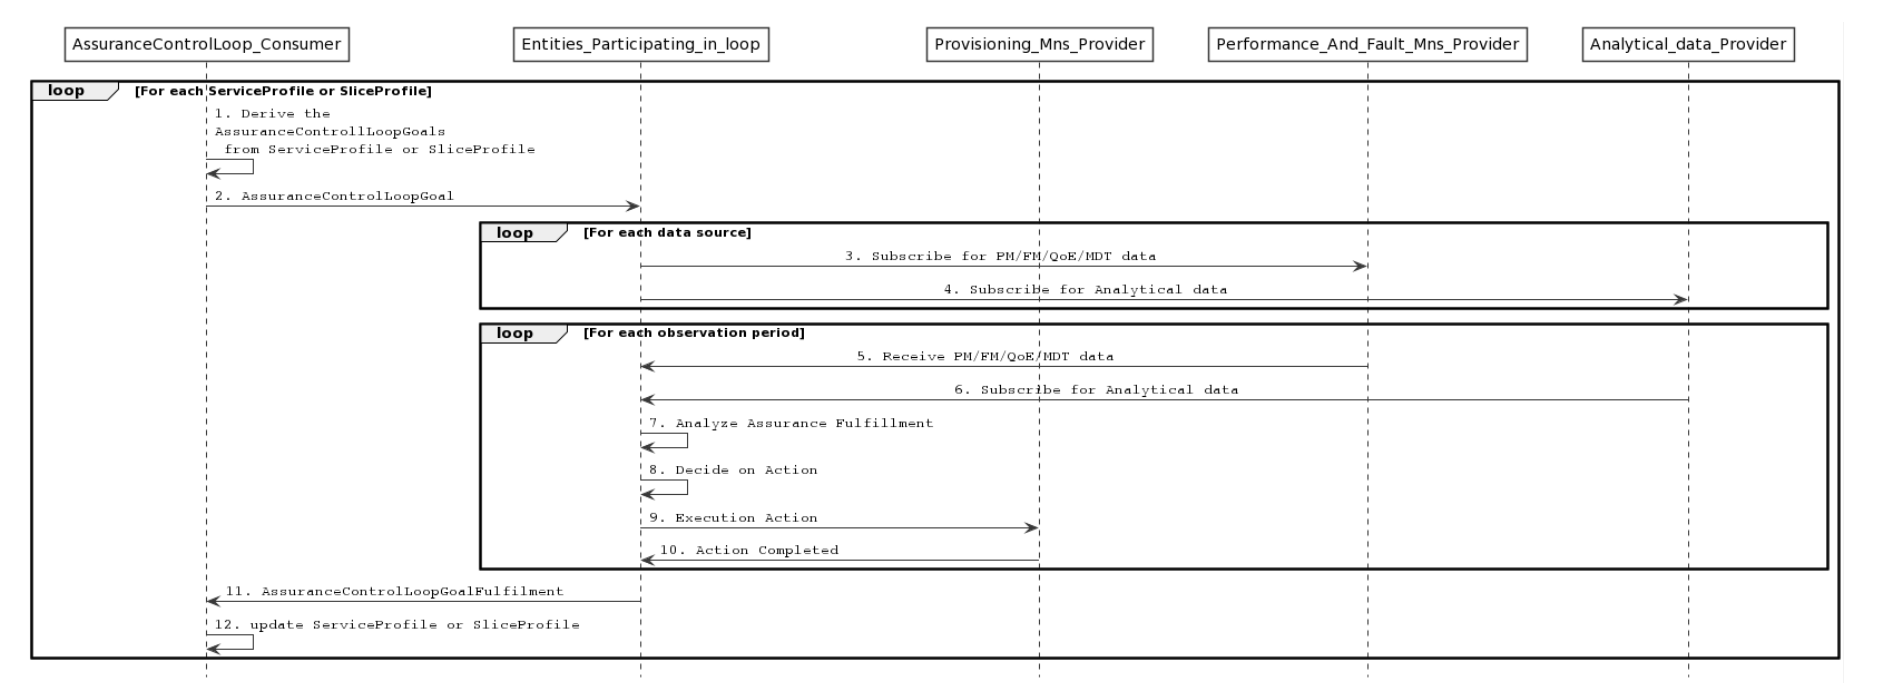 AssuranceControlLoop_Consumer
Entities_Participating_in_loop
Provisioning_Mns_Provider
Performance_And_Fault_Mns_Provider
Analytical_data_Provider
loop [For each ServiceProfile or SliceProfile]
1. Derive the
AssuranceControllLoopGoals
from ServiceProfile or SliceProfile
2. AssuranceControlLoopGoal
loop [For each data source]
3. Subscribe for PM/FM/QoE/MDT data
4. Subscribe for Analytical data
loop [For each observation period]
5. Receive PM/FM/QoE/MDT data
6. Subscribe for Analytical data
7. Analyze Assurance Fulfillment
8. Decide on Action
9. Execution Action
10. Action Completed
11. AssuranceControlLoopGoalFulfilment
12. update ServiceProfile or SliceProfile